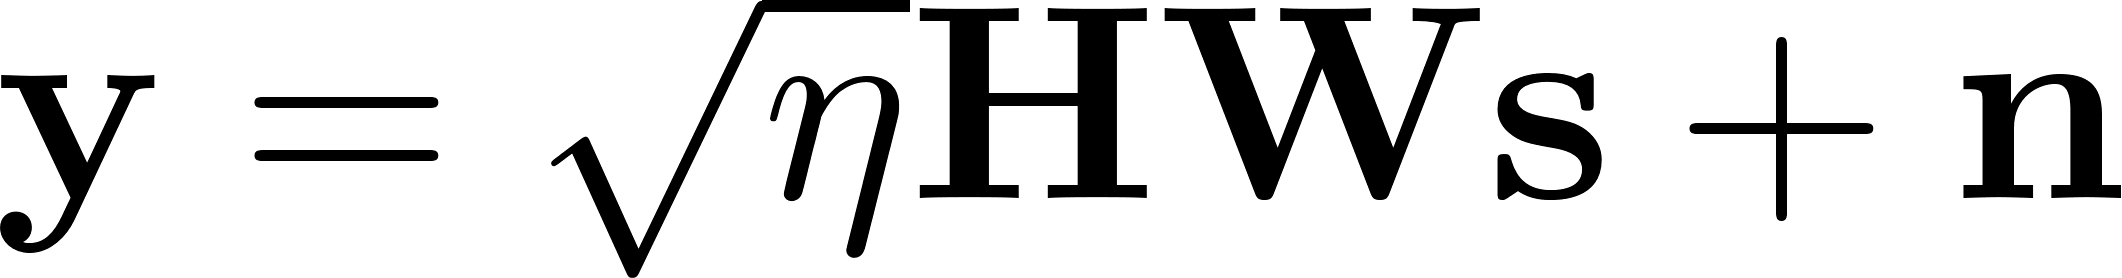 y = √ηHWs + n